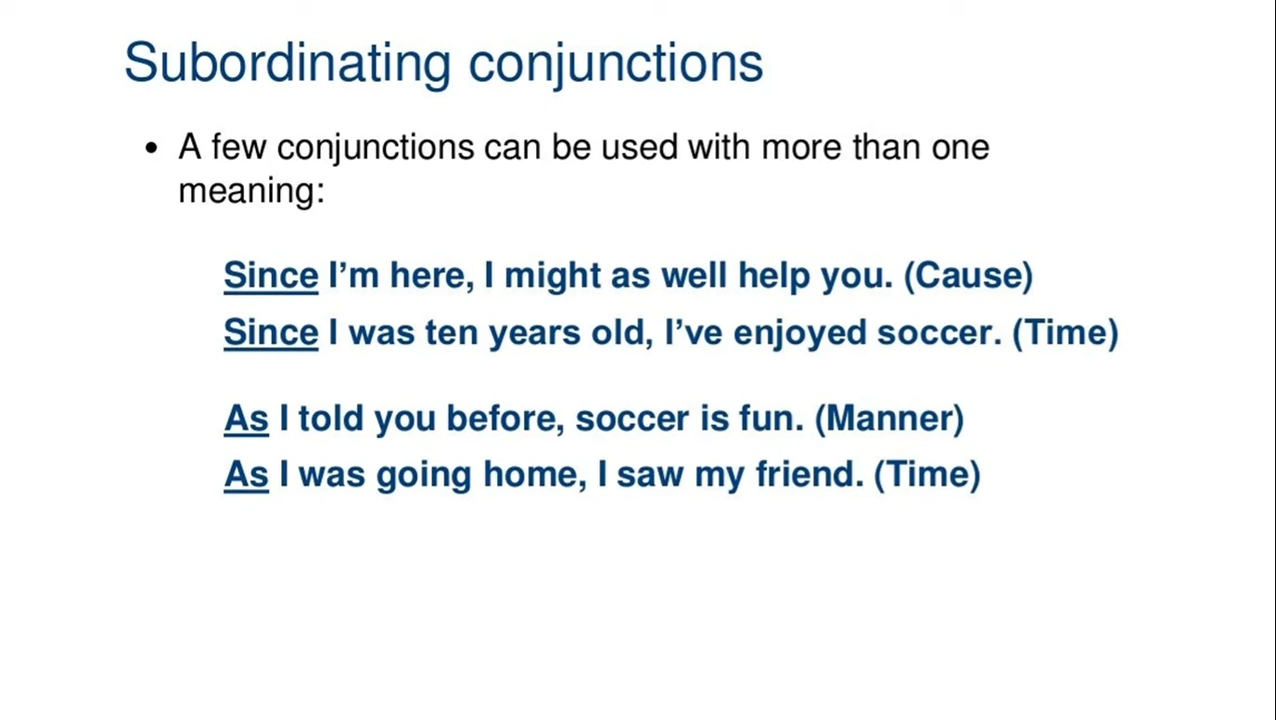 Subordinating conjunctions
• A few conjunctions can be used with more than one
meaning:
Since I’m here, I might as well help you. (Cause)
Since I was ten years old, I’ve enjoyed soccer. (Time)
As I told you before, soccer is fun. (Manner)
As I was going home, I saw my friend. (Time)